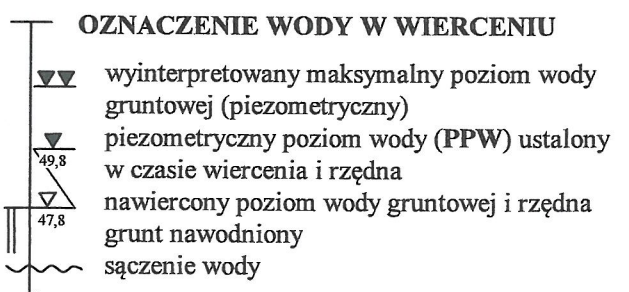 OZNACZENIE WODY W WIERCENIU
wyinterpretowany maksymalny poziom wody
gruntowej (piezometryczny)
piezometryczny poziom wody (PPW) ustalony
49,8
w czasie wiercenia i rzędna
nawiercony poziom wody gruntowej i rzędna
47,8
grunt nawodniony
sączenie wody